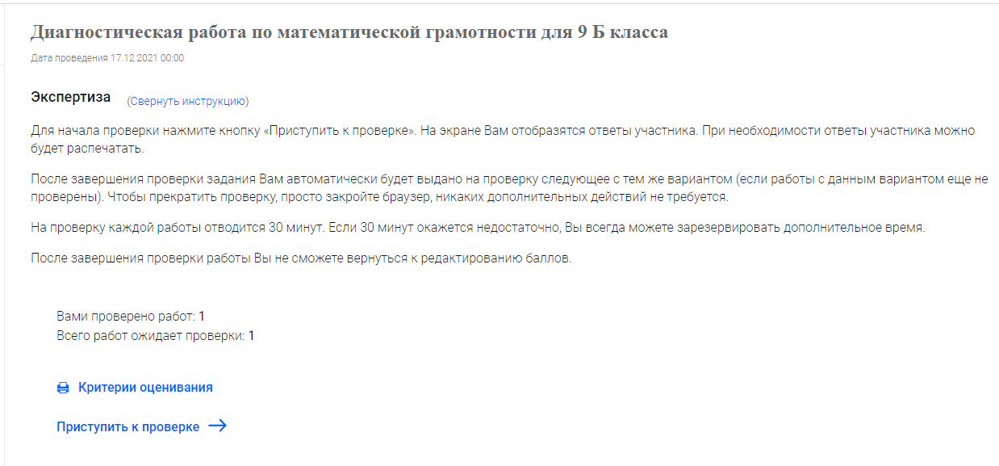 Диагностическая работа по математической грамотности для 9 Б класса
Дата проведения 17.12.2021 00:00
Экспертиза (Свернуть инструкцию)
Для начала проверки нажмите кнопку «Приступить к проверке». На экране Вам отобразятся ответы участника. При необходимости ответы участника можно
будет распечатать.
После завершения проверки задания Вам автоматически будет выдано на проверку следующее с тем же вариантом (если работы с данным вариантом еще не
проверены). Чтобы прекратить проверку, просто закройте браузер, никаких дополнительных действий не требуется.
На проверку каждой работы отводится 30 минут. Если 30 минут окажется недостаточно, Вы всегда можете зарезервировать дополнительное время.
После завершения проверки работы Вы не сможете вернуться к редактированию баллов.
Вами проверено работ: 1
Всего работ ожидает проверки: 1
Критерии оценивания
Приступить к проверке